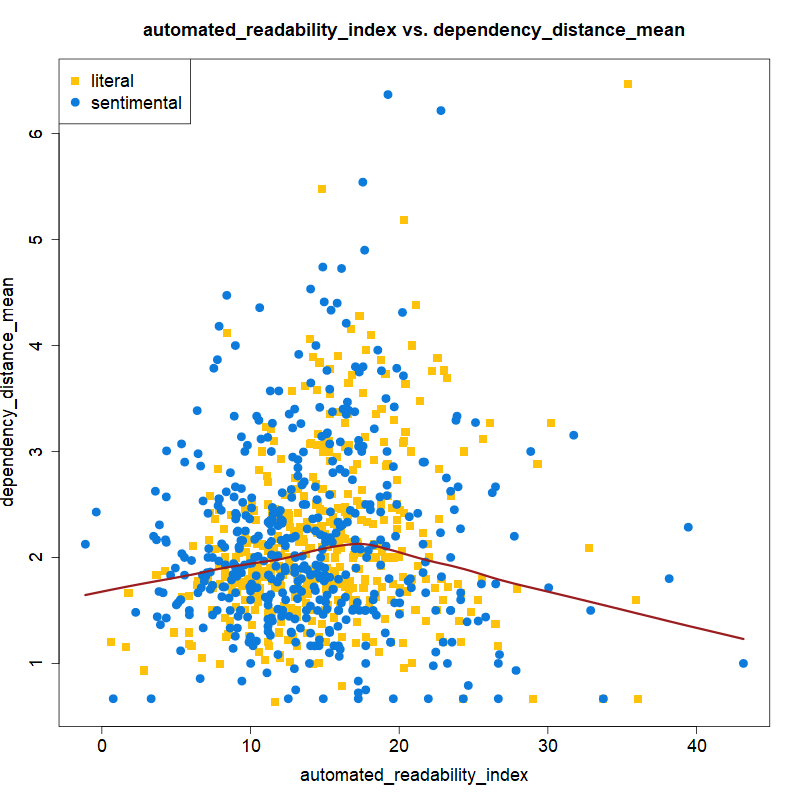 automated_readability_index vs. dependency_distance_mean
literal
sentimental
dependency_distance_mean
6
5
4
3
2
1
0
10
20
30
40
automated_readability_index